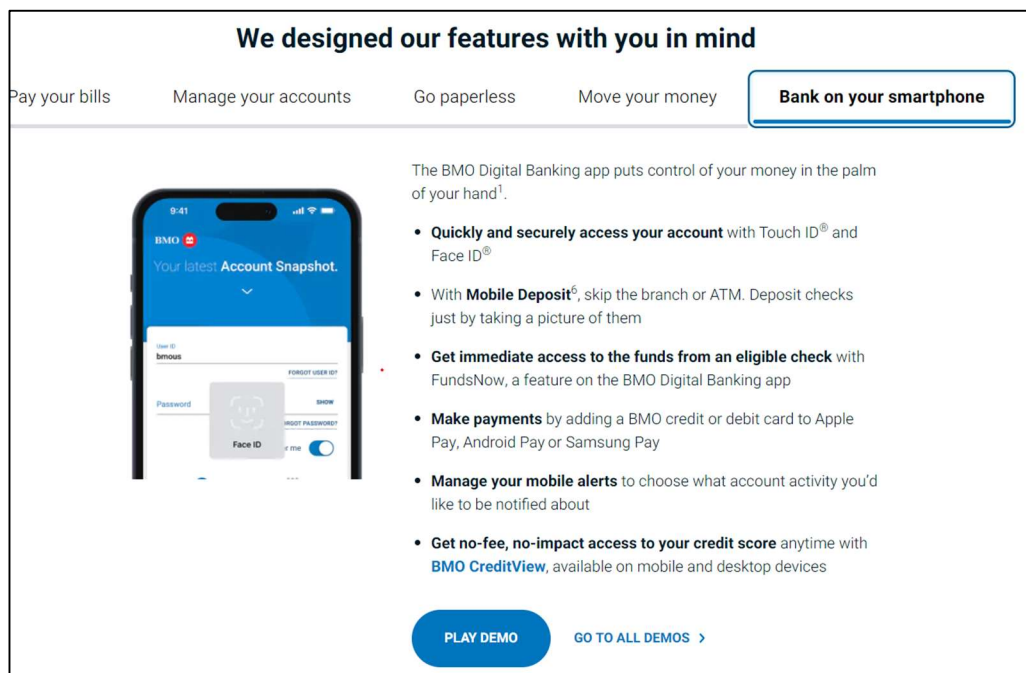 We designed our features with you in mind
Pay your bills
Manage your accounts
Go paperless
Move your money
Bank on your smartphone
9:41
BMO
Your latest Account Snapshot.
User ID
bmous
FORGOT USER ID?
Password
SHOW
RGOT PASSWORD?
Face ID
r me
The BMO Digital Banking app puts control of your money in the palm
of your hand1.
• Quickly and securely access your account with Touch ID® and
Face ID®
• With Mobile Deposit6, skip the branch or ATM. Deposit checks
just by taking a picture of them
• Get immediate access to the funds from an eligible check with
FundsNow, a feature on the BMO Digital Banking app
• Make payments by adding a BMO credit or debit card to Apple
Pay, Android Pay or Samsung Pay
• Manage your mobile alerts to choose what account activity you'd
like to be notified about
• Get no-fee, no-impact access to your credit score anytime with
BMO CreditView, available on mobile and desktop devices
PLAY DEMO
GO TO ALL DEMOS >